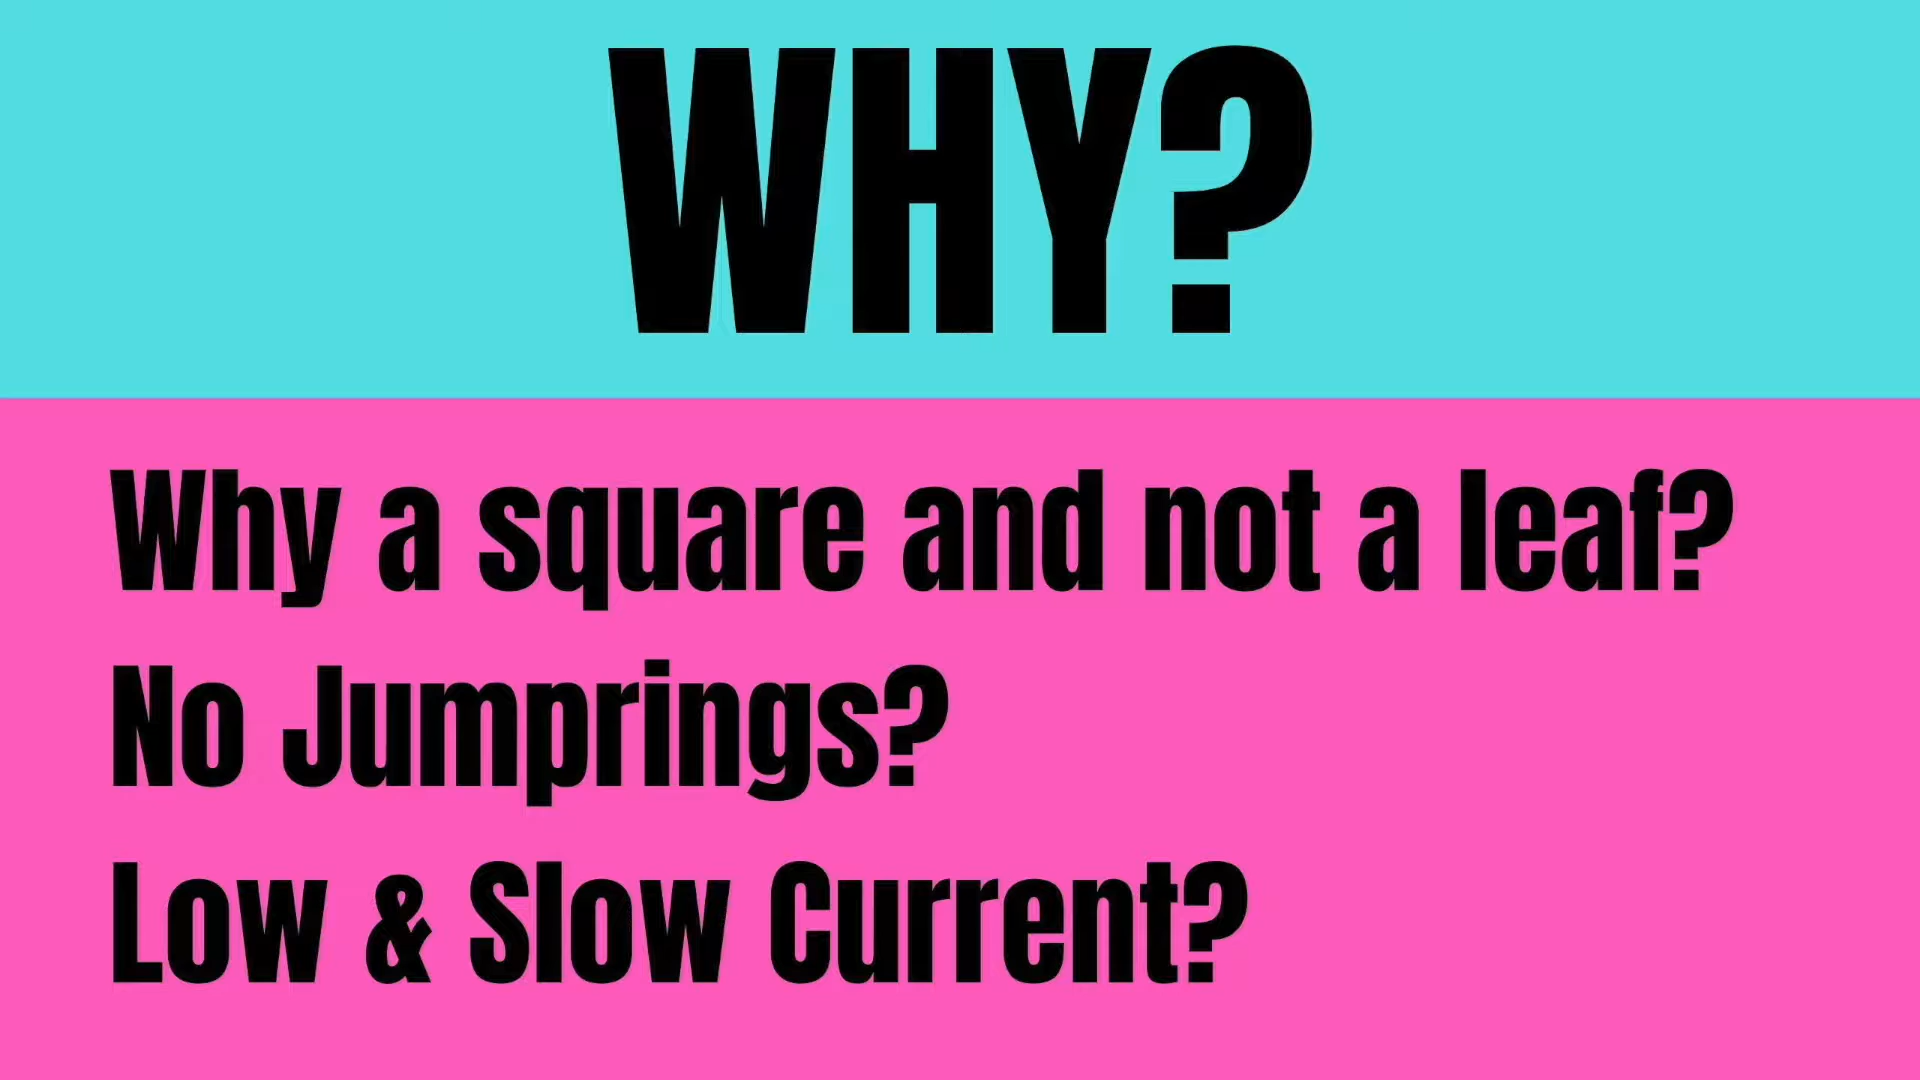 WHY?
Why a square and not a leaf?
No Jumprings?
Low & Slow Current?